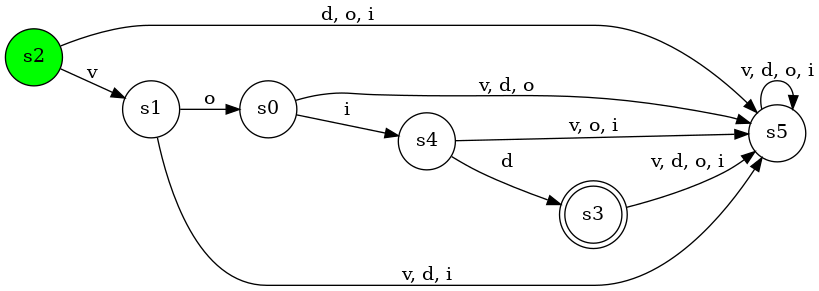 d, o, i
s2
v
v, d, o, i
s1
o
s0
v, d, o
i
s4
v, o, i
s5
d
v, d, o, i
s3
v, d, i